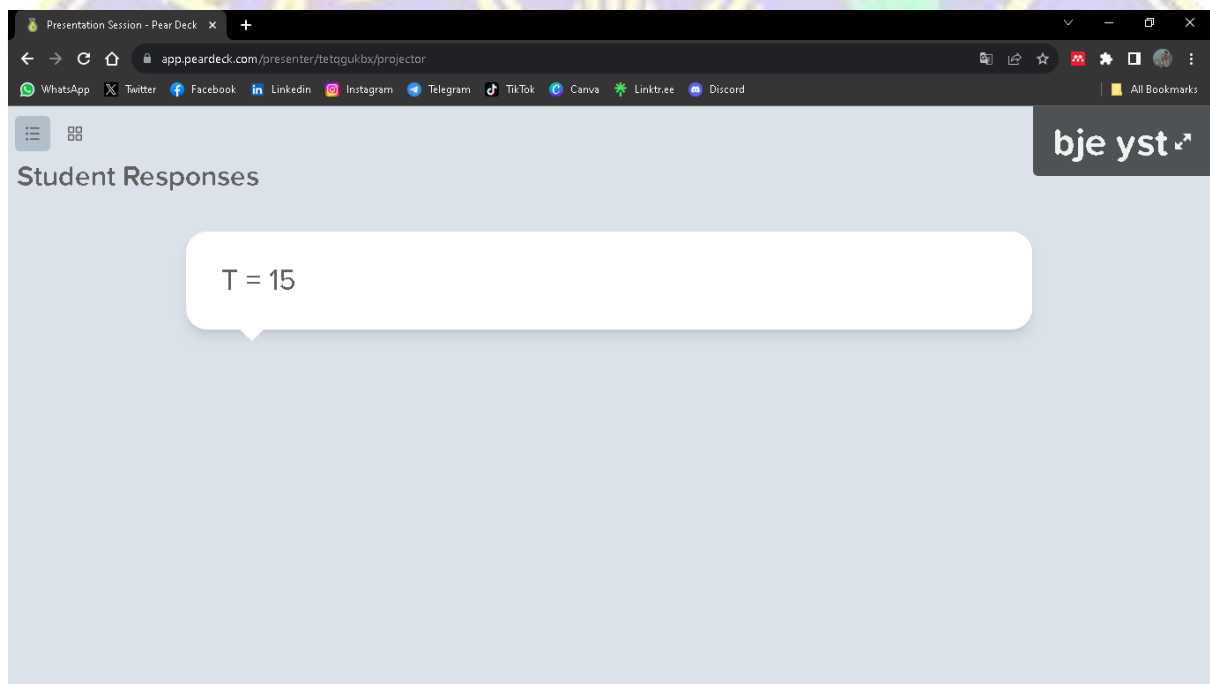 Presentation Session - Pear Deck
app.peardeck.com/presenter/tetqgukbx/projector
WhatsApp Twitter Facebook Linkedin Instagram Telegram TikTok Canva Linktr.ee Discord All Bookmarks
bje yst
Student Responses
T = 15